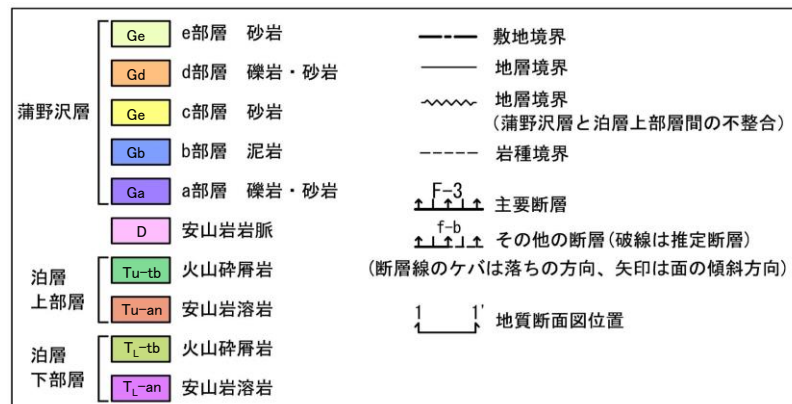 蒲野沢層
Ge e部層 砂岩
Gd d部層 礫岩・砂岩
Ge c部層 砂岩
Gb b部層 泥岩
Ga a部層 礫岩・砂岩
D 安山岩岩脈
泊層
上部層
Tu-tb 火山砕屑岩
Tu-an 安山岩溶岩
泊層
下部層
TL-tb 火山砕屑岩
TL-an 安山岩溶岩
敷地境界
地層境界
地層境界
(蒲野沢層と泊層上部層間の不整合)
岩種境界
F-3 主要断層
f-b その他の断層(破線は推定断層)
(断層線のケバは落ちの方向、矢印は面の傾斜方向)
1 1' 地質断面図位置